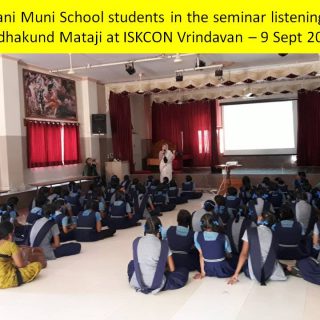 ani Muni School students in the seminar listening
dhakund Mataji at ISKCON Vrindavan – 9 Sept 20